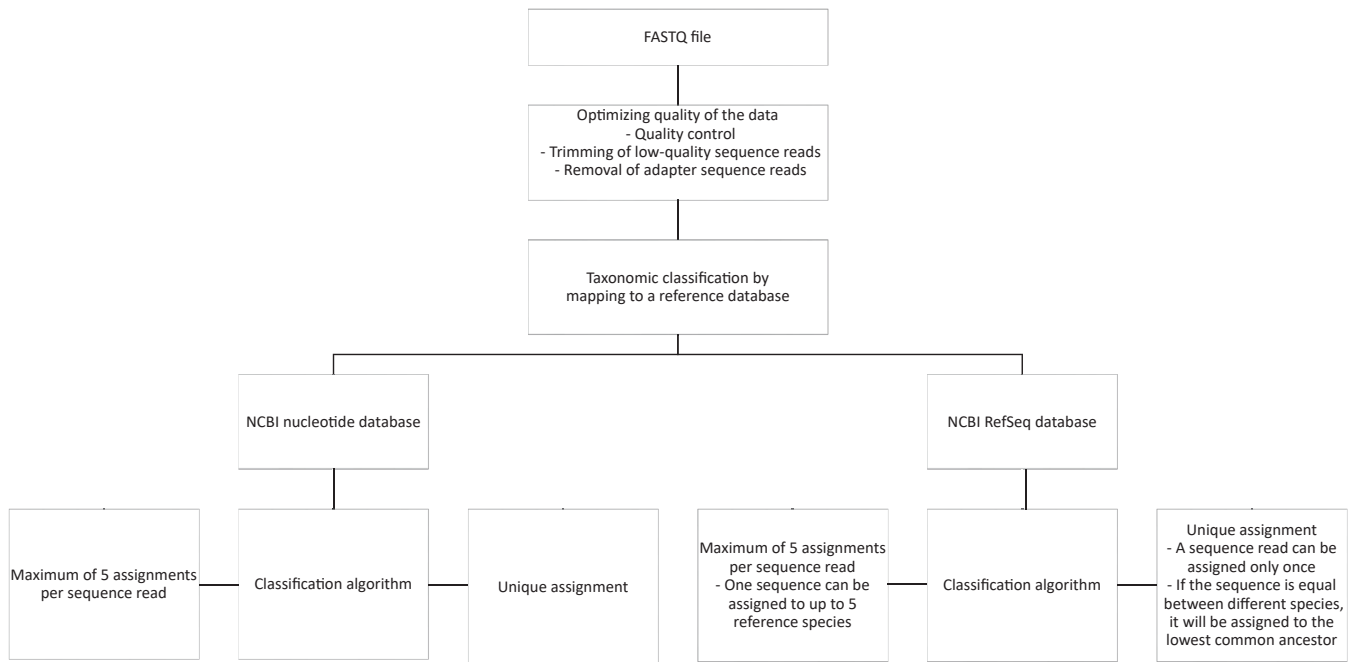 FASTQ file
Optimizing quality of the data
- Quality control
- Trimming of low-quality sequence reads
- Removal of adapter sequence reads
Taxonomic classification by
mapping to a reference database
NCBI nucleotide database
NCBI RefSeq database
Maximum of 5 assignments
per sequence read
Classification algorithm
Unique assignment
Maximum of 5 assignments
per sequence read
- One sequence can be
assigned to up to 5
reference species
Classification algorithm
Unique assignment
- A sequence read can be
assigned only once
- If the sequence is equal
between different species,
it will be assigned to the
lowest common ancestor